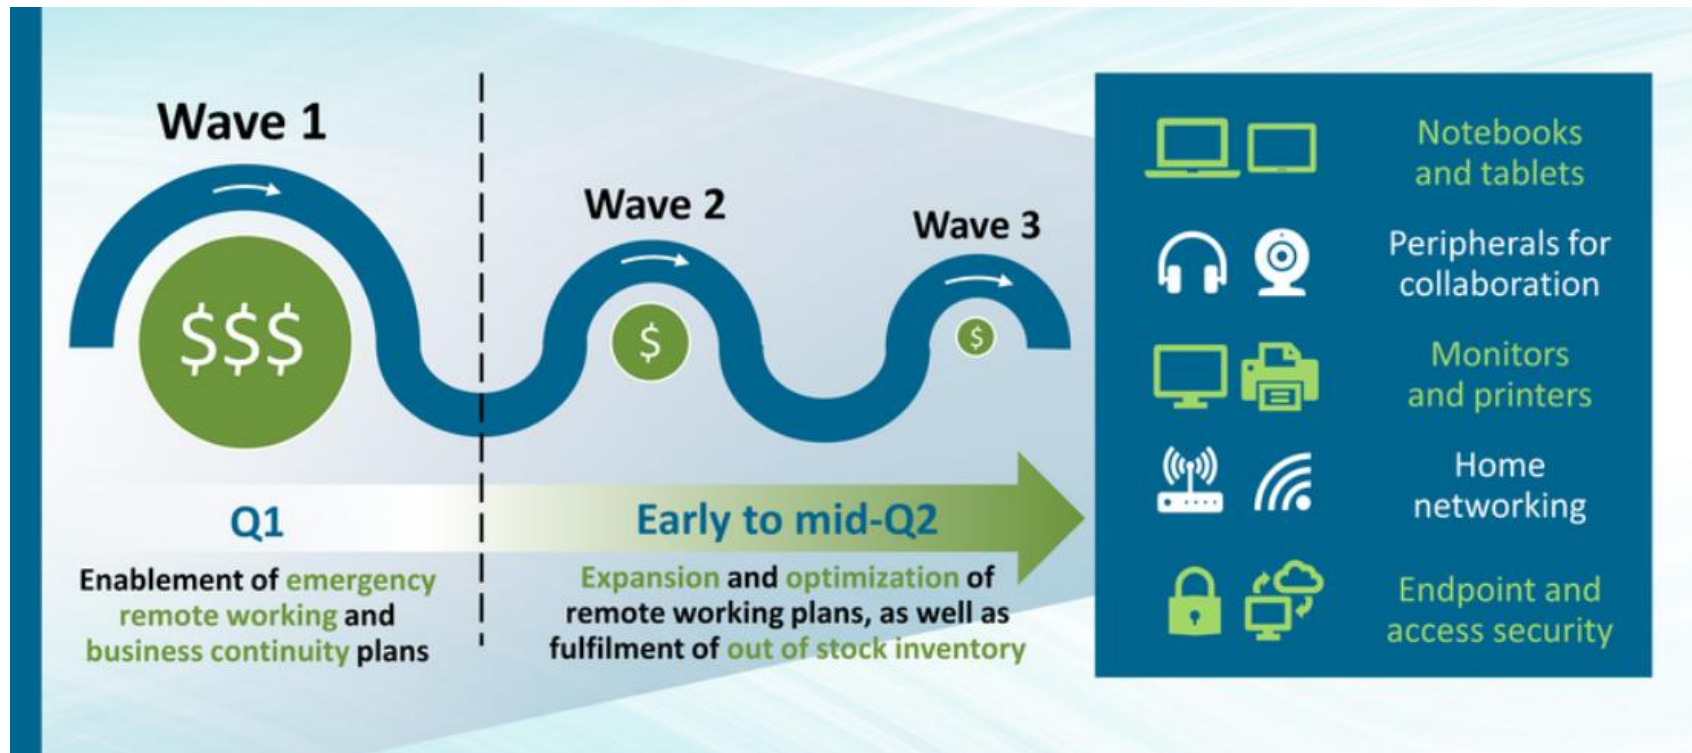 Wave 1
$$$
Wave 2
$
Wave 3
$
Q1
Enablement of emergency
remote working and
business continuity plans
Early to mid-Q2
Expansion and optimization of
remote working plans, as well as
fulfilment of out of stock inventory
Notebooks
and tablets
Peripherals for
collaboration
Monitors
and printers
Home
networking
Endpoint and
access security